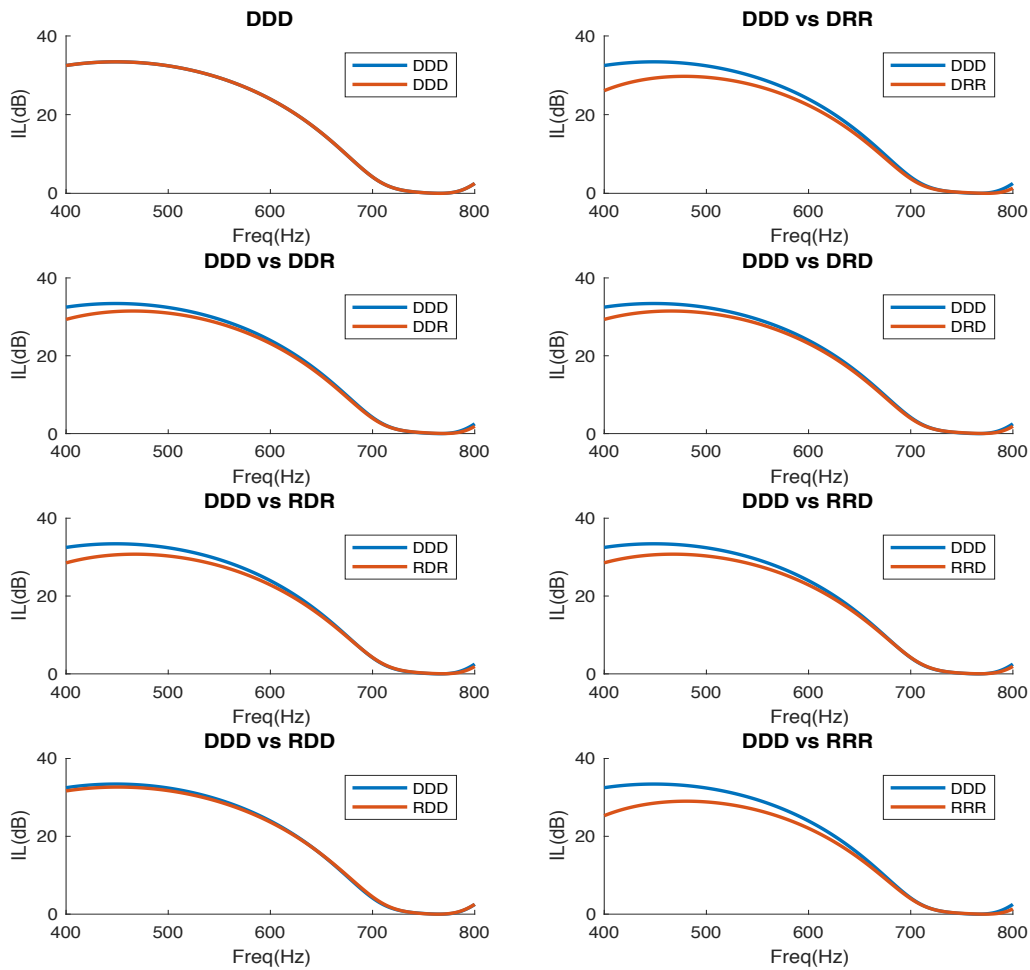 DDD
40
20
0
IL(dB)
DDD
DDD
400 500 600 700 800
Freq(Hz)
DDD vs DRR
40
20
0
IL(dB)
DDD
DRR
400 500 600 700 800
Freq(Hz)
DDD vs DDR
40
20
0
IL(dB)
DDD
DDR
400 500 600 700 800
Freq(Hz)
DDD vs DRD
40
20
0
IL(dB)
DDD
DRD
400 500 600 700 800
Freq(Hz)
DDD vs RDR
40
20
0
IL(dB)
DDD
RDR
400 500 600 700 800
Freq(Hz)
DDD vs RRD
40
20
0
IL(dB)
DDD
RRD
400 500 600 700 800
Freq(Hz)
DDD vs RDD
40
20
0
IL(dB)
DDD
RDD
400 500 600 700 800
Freq(Hz)
DDD vs RRR
40
20
0
IL(dB)
DDD
RRR
400 500 600 700 800
Freq(Hz)